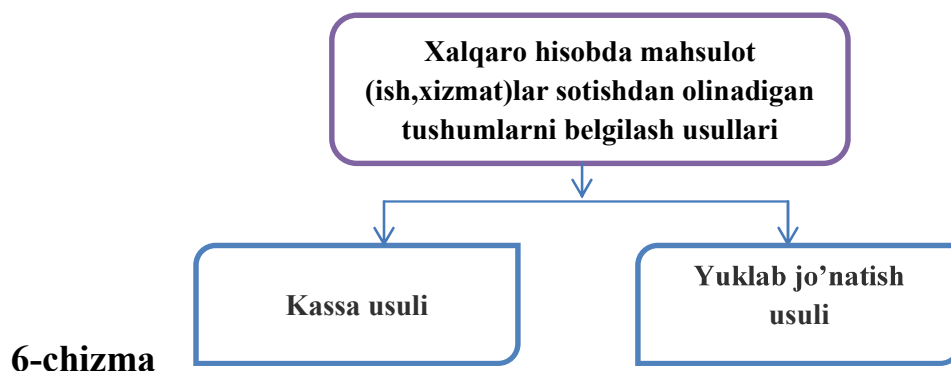 Xalqaro hisobda mahsulot
(ish,xizmat)lar sotishdan olinadigan
tushumlarni belgilash usullari
Kassa usuli
Yuklab jo’natish
usuli
6-chizma